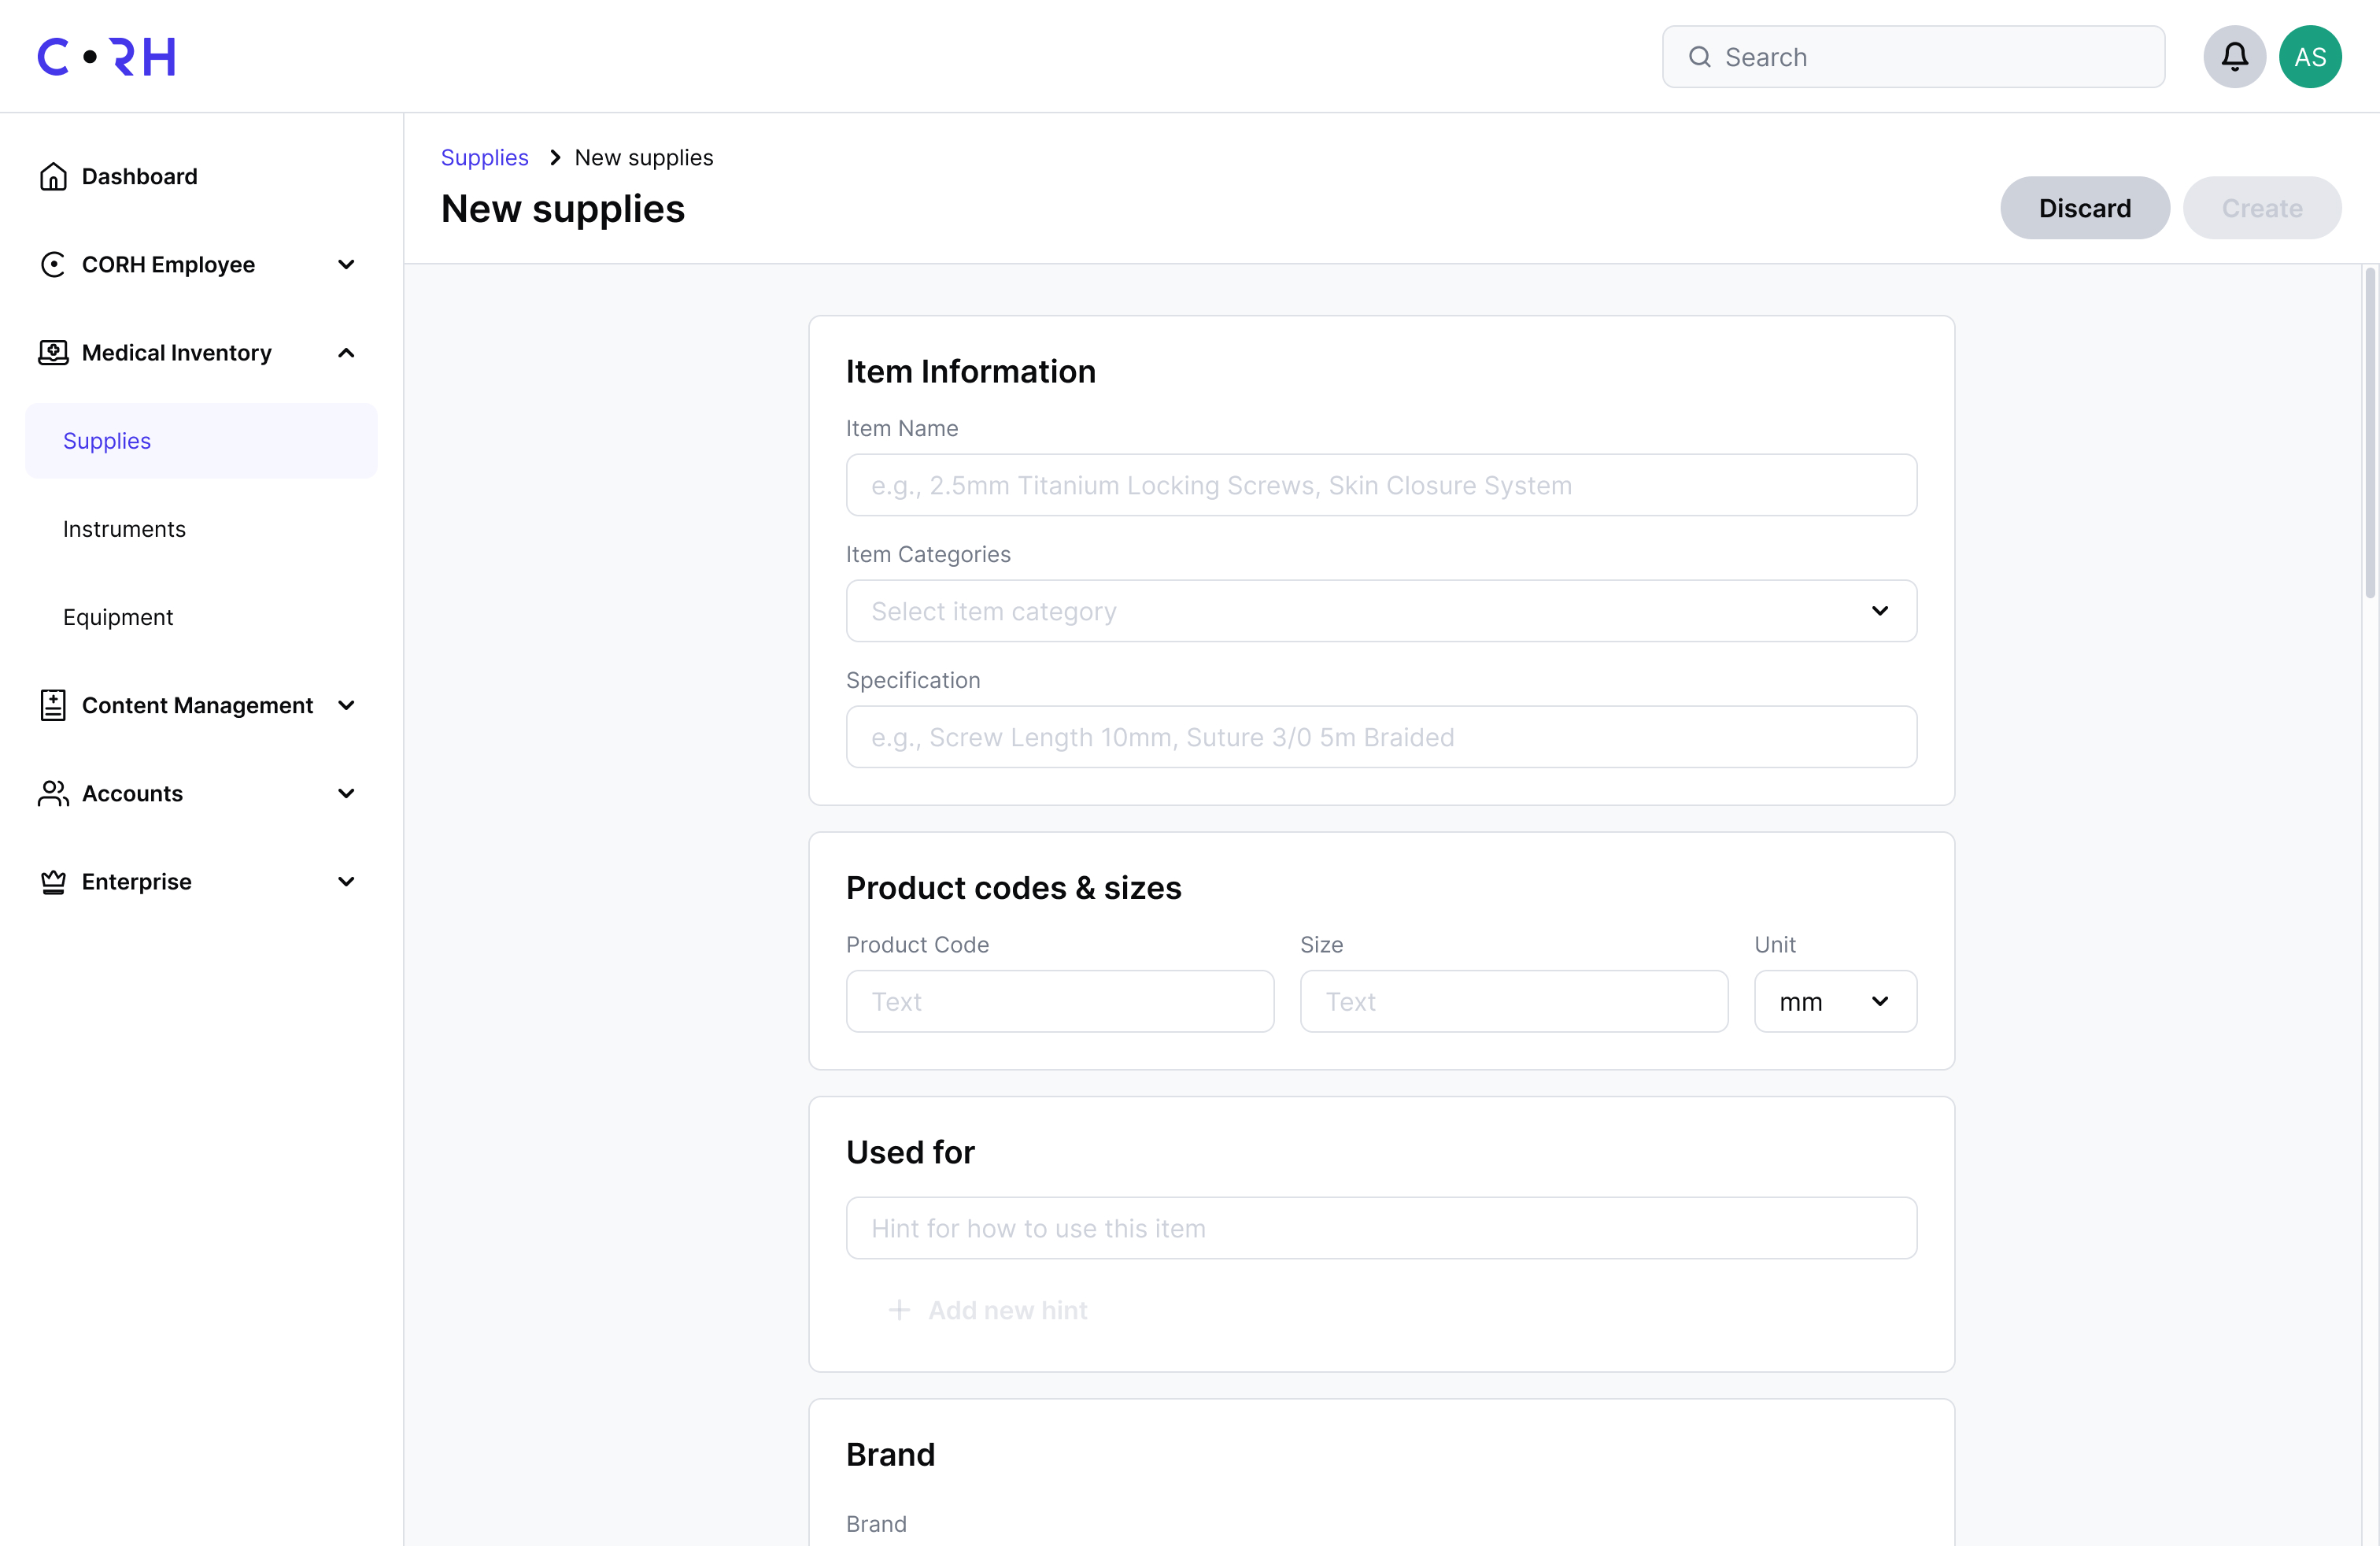 C•RH
Search
AS
Dashboard
CORH Employee
Medical Inventory
Supplies
Instruments
Equipment
Content Management
Accounts
Enterprise
Supplies > New supplies
New supplies
Discard
Create
Item Information
Item Name
e.g., 2.5mm Titanium Locking Screws, Skin Closure System
Item Categories
Select item category
Specification
e.g., Screw Length 10mm, Suture 3/0 5m Braided
Product codes & sizes
Product Code
Size
Unit
Text
Text
mm
Used for
Hint for how to use this item
+ Add new hint
Brand
Brand